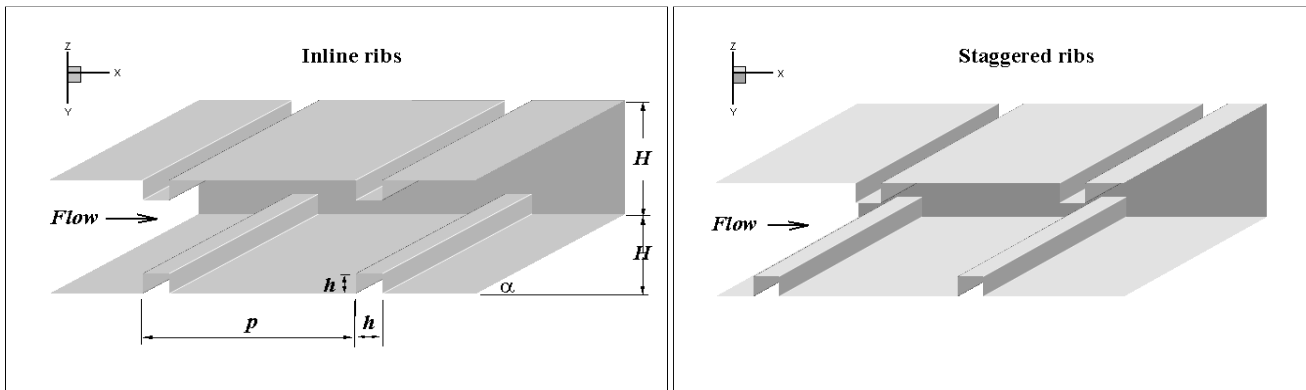 Inline ribs
Z
X
Y
H
Flow
H
h
α
p
h
Staggered ribs
Z
X
Y
Flow